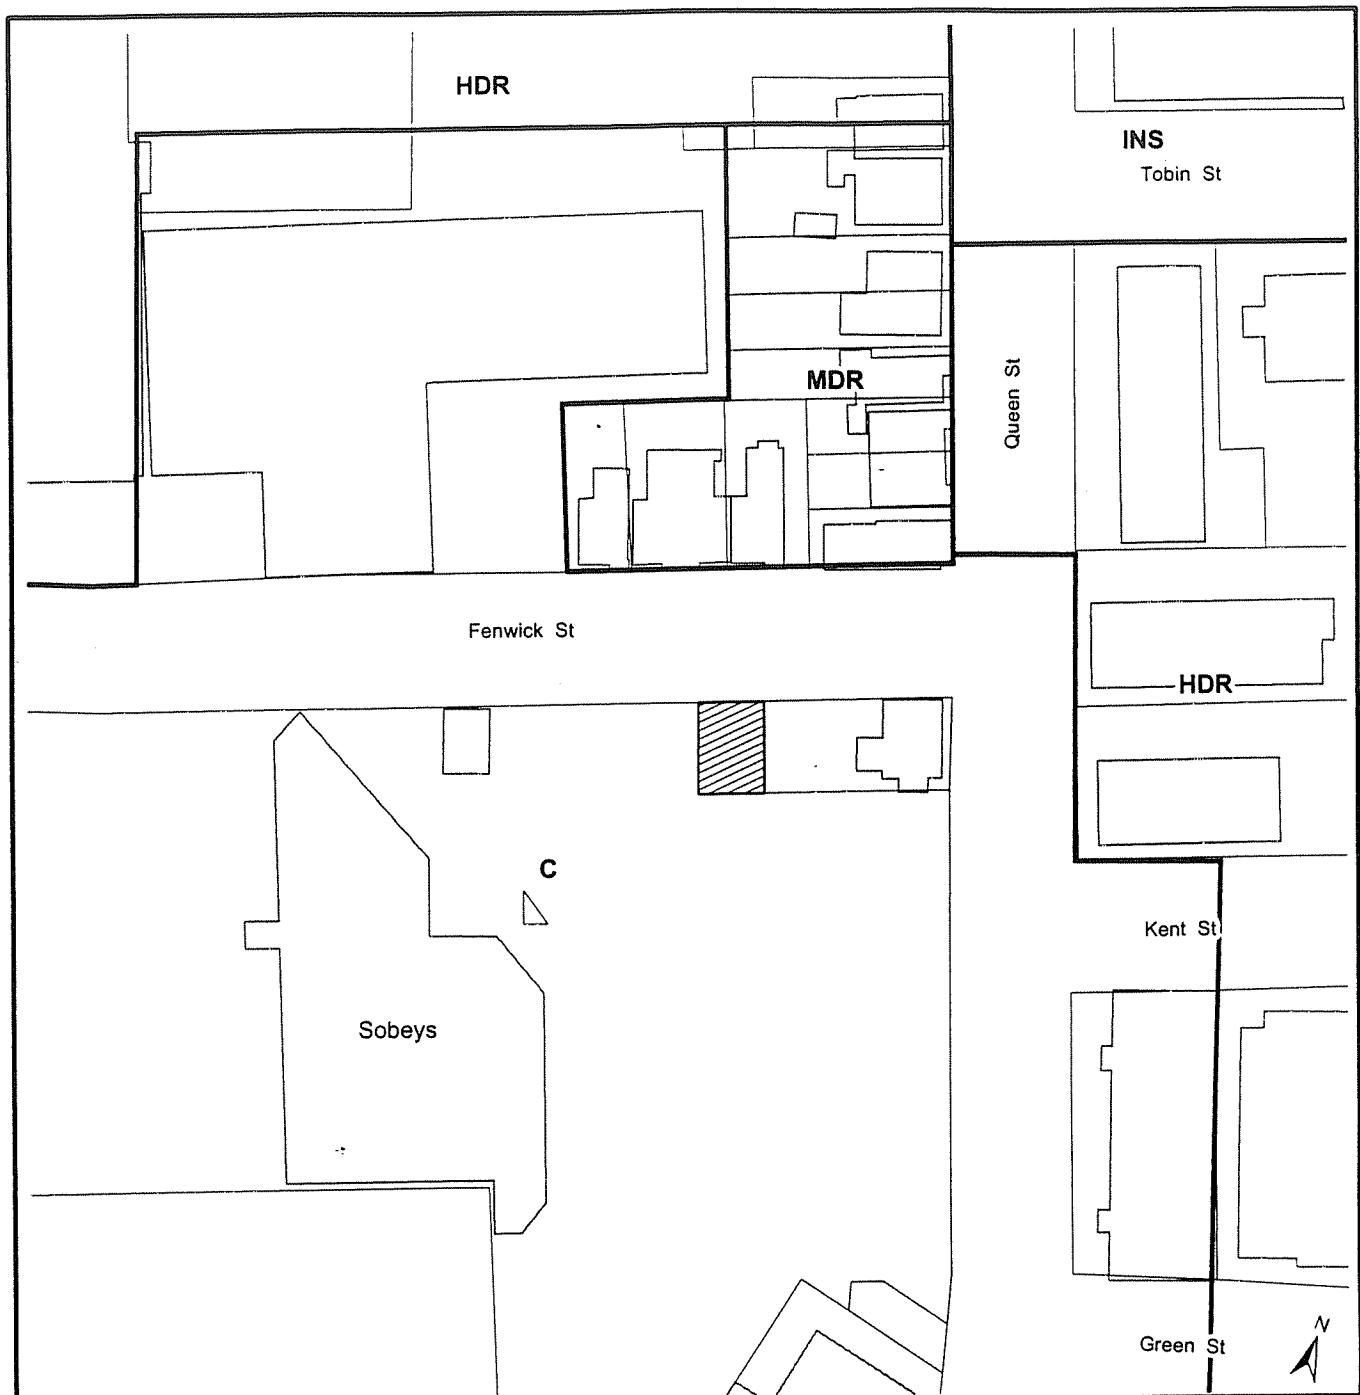 HDR
INS
Tobin St
Queen St
MDR
Fenwick St
HDR
C
Kent St
Sobeys
Green St
N